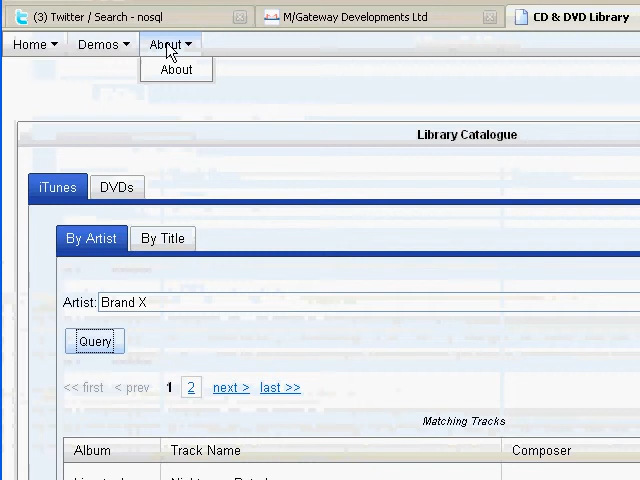 (3) Twitter / Search - nosql
M/Gateway Developments Ltd
CD & DVD Library
Home
Demos
About
About
Library Catalogue
iTunes
DVDs
By Artist
By Title
Artist: Brand X
Query
<< first < prev 1 2 next > last >>
Matching Tracks
Album Track Name Composer